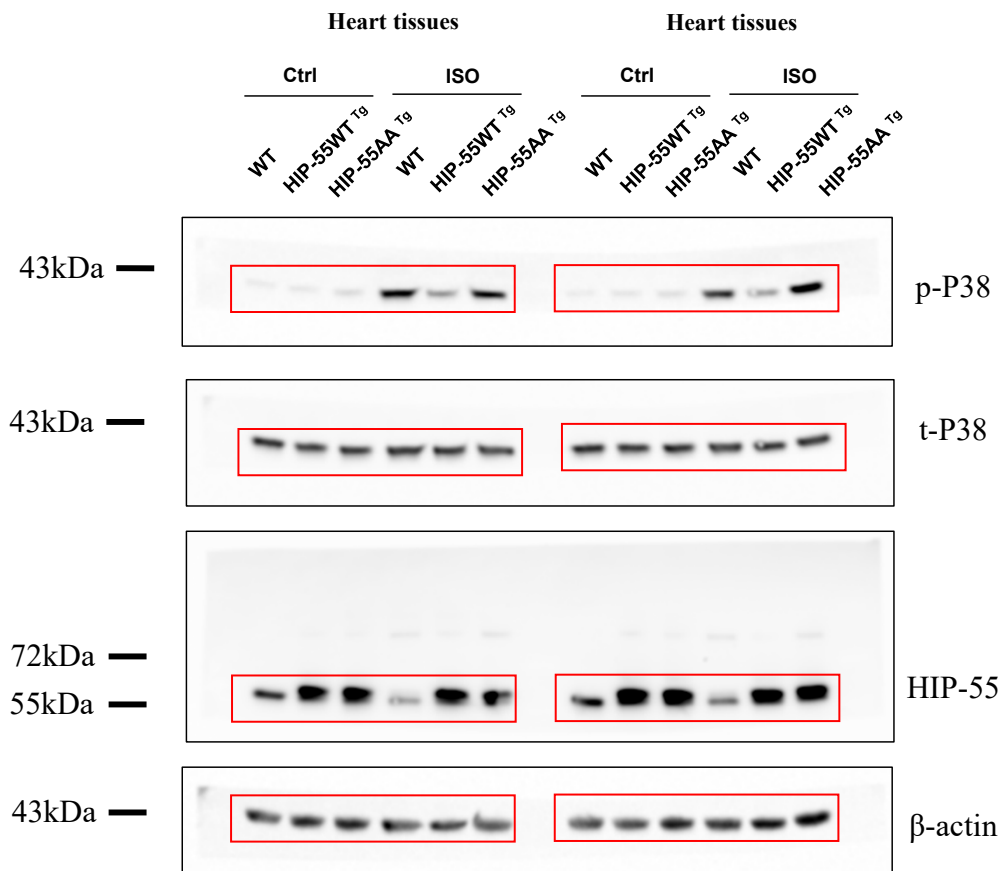 Heart tissues Heart tissues
Ctrl ISO Ctrl ISO
WT HIP-55WT Tg HIP-55AA Tg WT HIP-55WT Tg HIP-55AA Tg WT HIP-55WT Tg HIP-55AA Tg WT HIP-55WT Tg HIP-55AA Tg
43kDa p-P38
43kDa t-P38
72kDa
55kDa HIP-55
43kDa β-actin